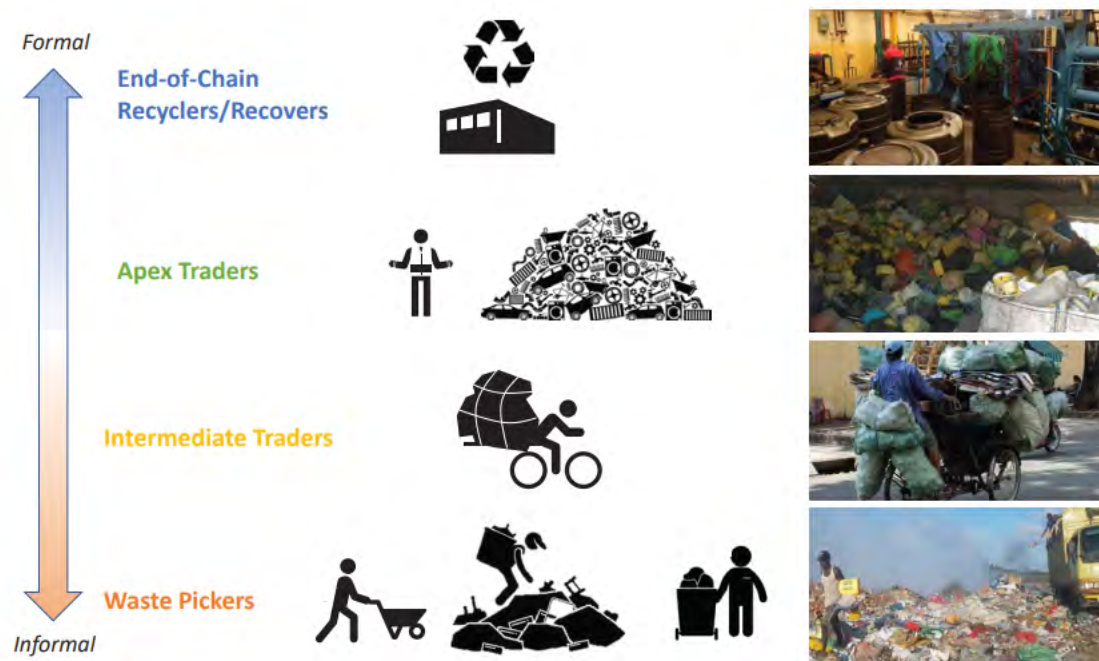 Formal
End-of-Chain
Recyclers/Recovers
Apex Traders
Intermediate Traders
Waste Pickers
Informal